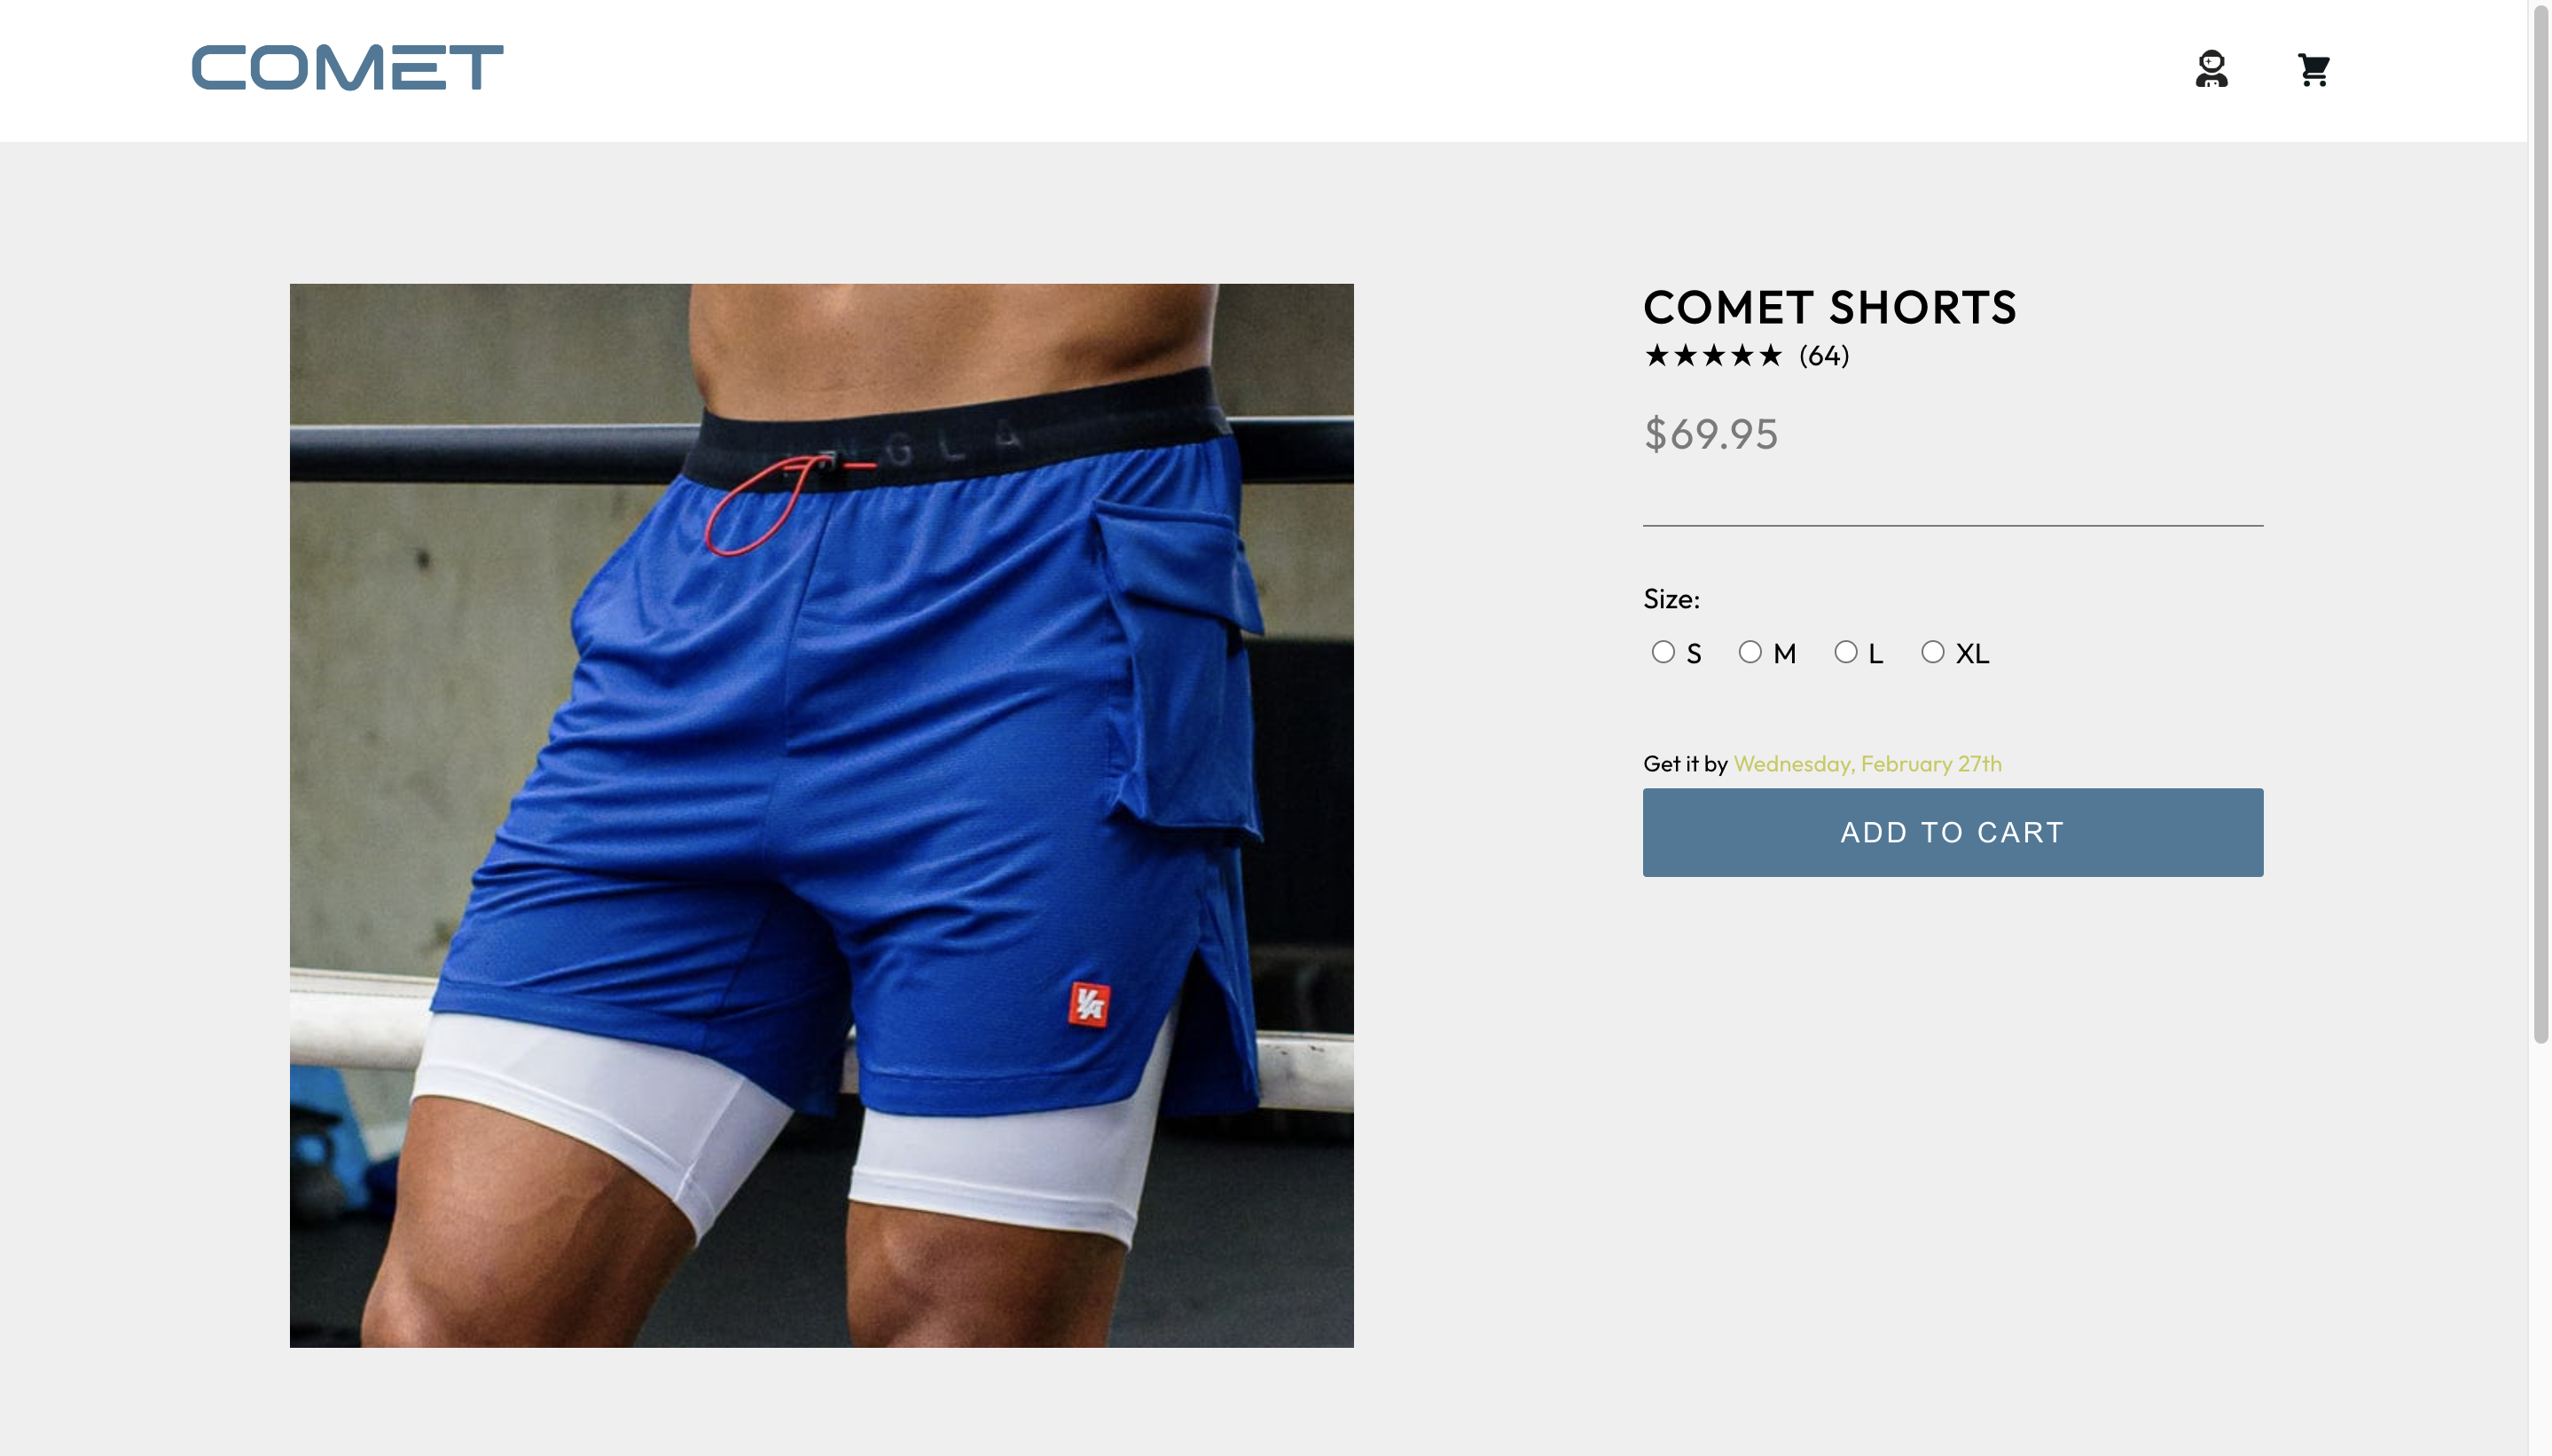 COMET
COMET SHORTS
★★★★★ (64)
$69.95
Size:
S M L XL
Get it by Wednesday, February 27th
ADD TO CART